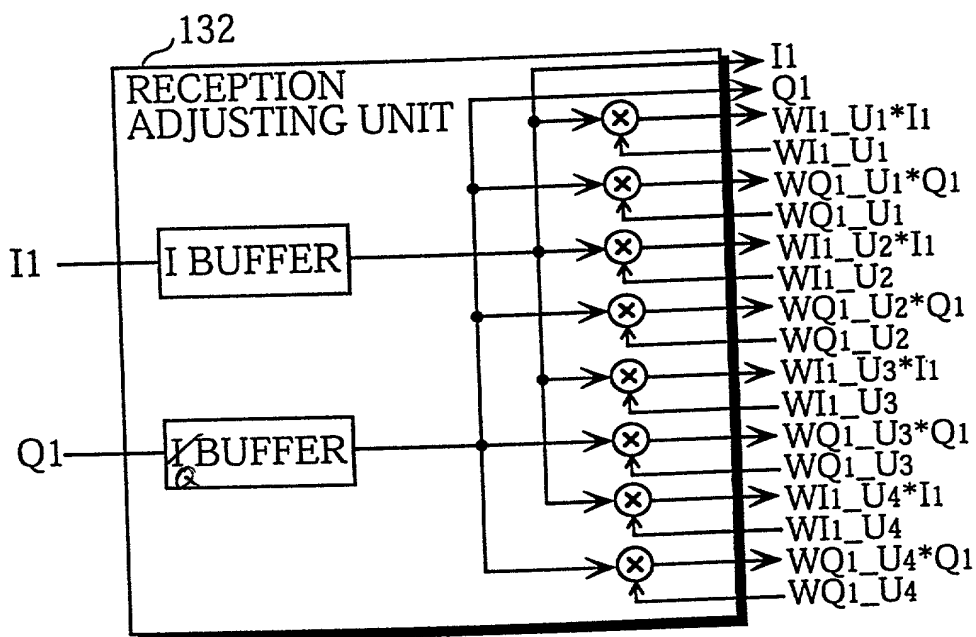 132
RECEPTION
ADJUSTING UNIT
I1
Q1
WI1_U1*I1
WI1_U1
WQ1_U1*Q1
WQ1_U1
WI1_U2*I1
WI1_U2
WQ1_U2*Q1
WQ1_U2
WI1_U3*I1
WI1_U3
WQ1_U3*Q1
WQ1_U3
WI1_U4*I1
WI1_U4
WQ1_U4*Q1
WQ1_U4
I1
I BUFFER
Q1
I BUFFER
Q